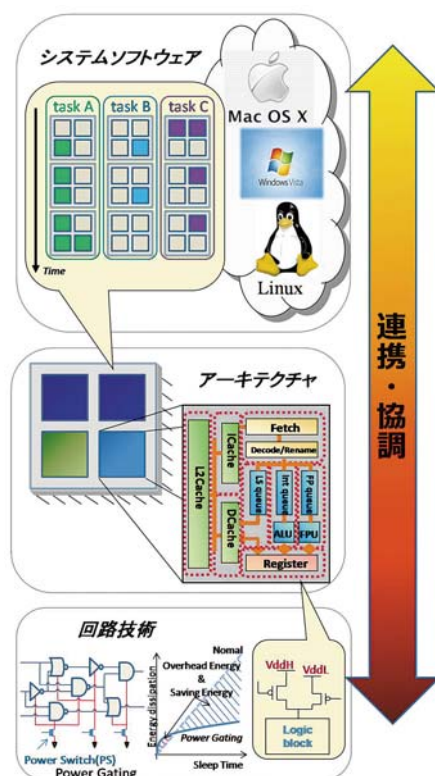 システムソフトウェア
task A
task B
task C
Time
Mac OS X
WindowsVista
Linux
連携・協調
アーキテクチャ
L2Cache
ICache
DCache
Fetch
Decode/Rename
LS queue
Int queue
FP queue
ALU
FPU
Register
回路技術
Power Switch(PS)
Power Gating
Energy dissipation
Nomal
Overhead Energy
&
Saving Energy
Power Gating
Sleep Time
VddH
VddL
Logic
block